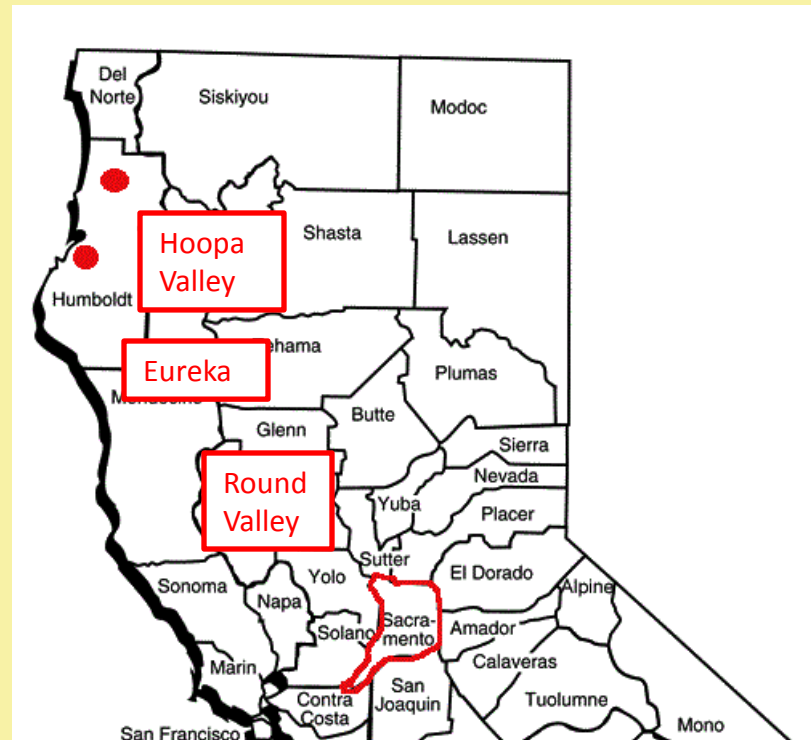 Del
Norte
Siskiyou
Modoc
Hoopa
Valley
Shasta
Lassen
Humboldt
Eureka
ehama
Plumas
Butte
Glenn
Sierra
Round
Valley
Nevada
Yuba
Placer
Sutter
Yolo
El Dorado
Alpine
Sonoma
Napa
Solano
Sacra-
mento
Amador
Calaveras
Marin
Contra
Costa
San
Joaquin
Tuolumne
Mono
San Francisco